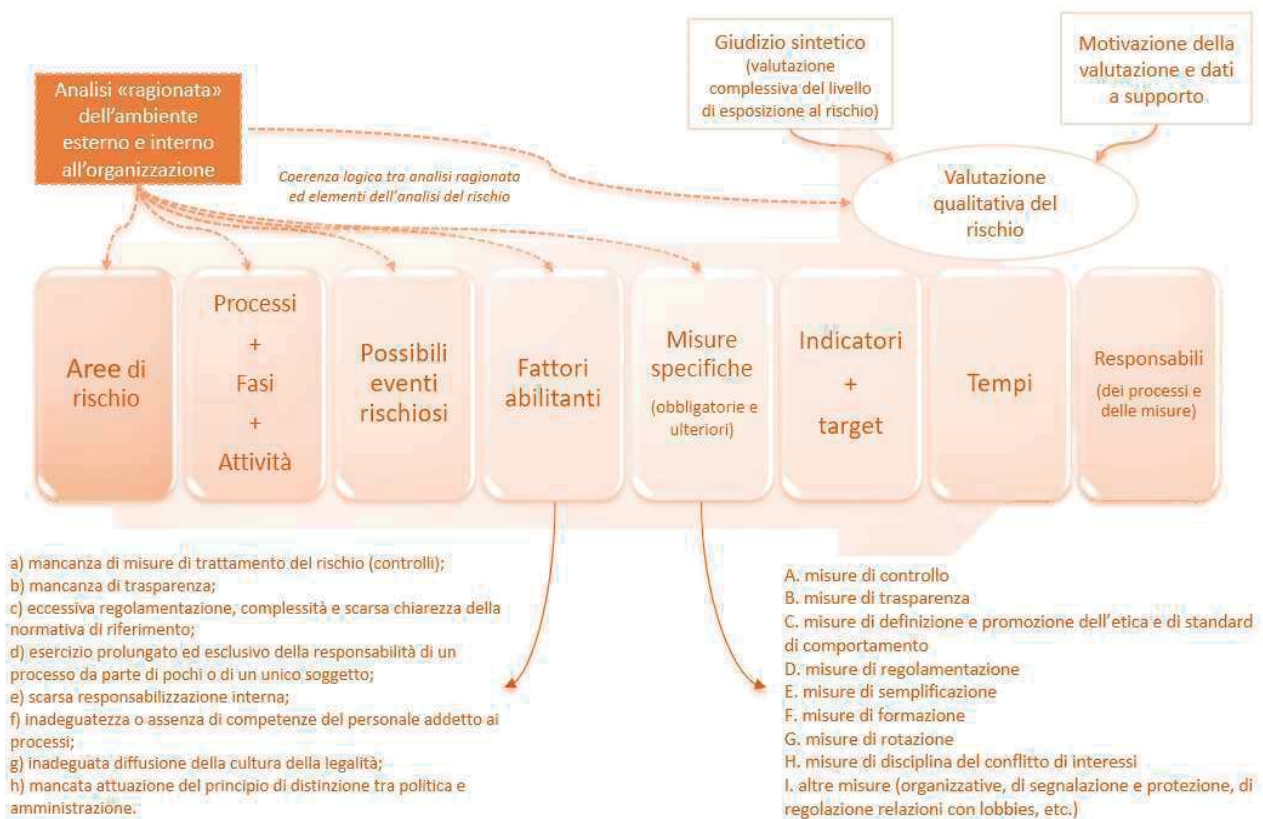 Analisi «ragionata»
dell'ambiente
esterno e interno
all'organizzazione
Giudizio sintetico
(valutazione
complessiva del livello
di esposizione al rischio)
Motivazione della
valutazione e dati
a supporto
Coerenza logica tra analisi ragionata
ed elementi dell'analisi del rischio
Valutazione
qualitativa del
rischio
Aree di
rischio
Processi
+
Fasi
+
Attività
Possibili
eventi
rischiosi
Fattori
abilitanti
Misure
specifiche
(obbligatorie e
ulteriori)
Indicatori
+
target
Tempi
Responsabili
(dei processi e
delle misure)
a) mancanza di misure di trattamento del rischio (controlli);
b) mancanza di trasparenza;
c) eccessiva regolamentazione, complessità e scarsa chiarezza della
normativa di riferimento;
d) esercizio prolungato ed esclusivo della responsabilità di un
processo da parte di pochi o di un unico soggetto;
e) scarsa responsabilizzazione interna;
f) inadeguatezza o assenza di competenze del personale addetto ai
processi;
g) inadeguata diffusione della cultura della legalità;
h) mancata attuazione del principio di distinzione tra politica e
amministrazione.
A. misure di controllo
B. misure di trasparenza
C. misure di definizione e promozione dell'etica e di standard
di comportamento
D. misure di regolamentazione
E. misure di semplificazione
F. misure di formazione
G. misure di rotazione
H. misure di disciplina del conflitto di interessi
I. altre misure (organizzative, di segnalazione e protezione, di
regolazione relazioni con lobbies, etc.)